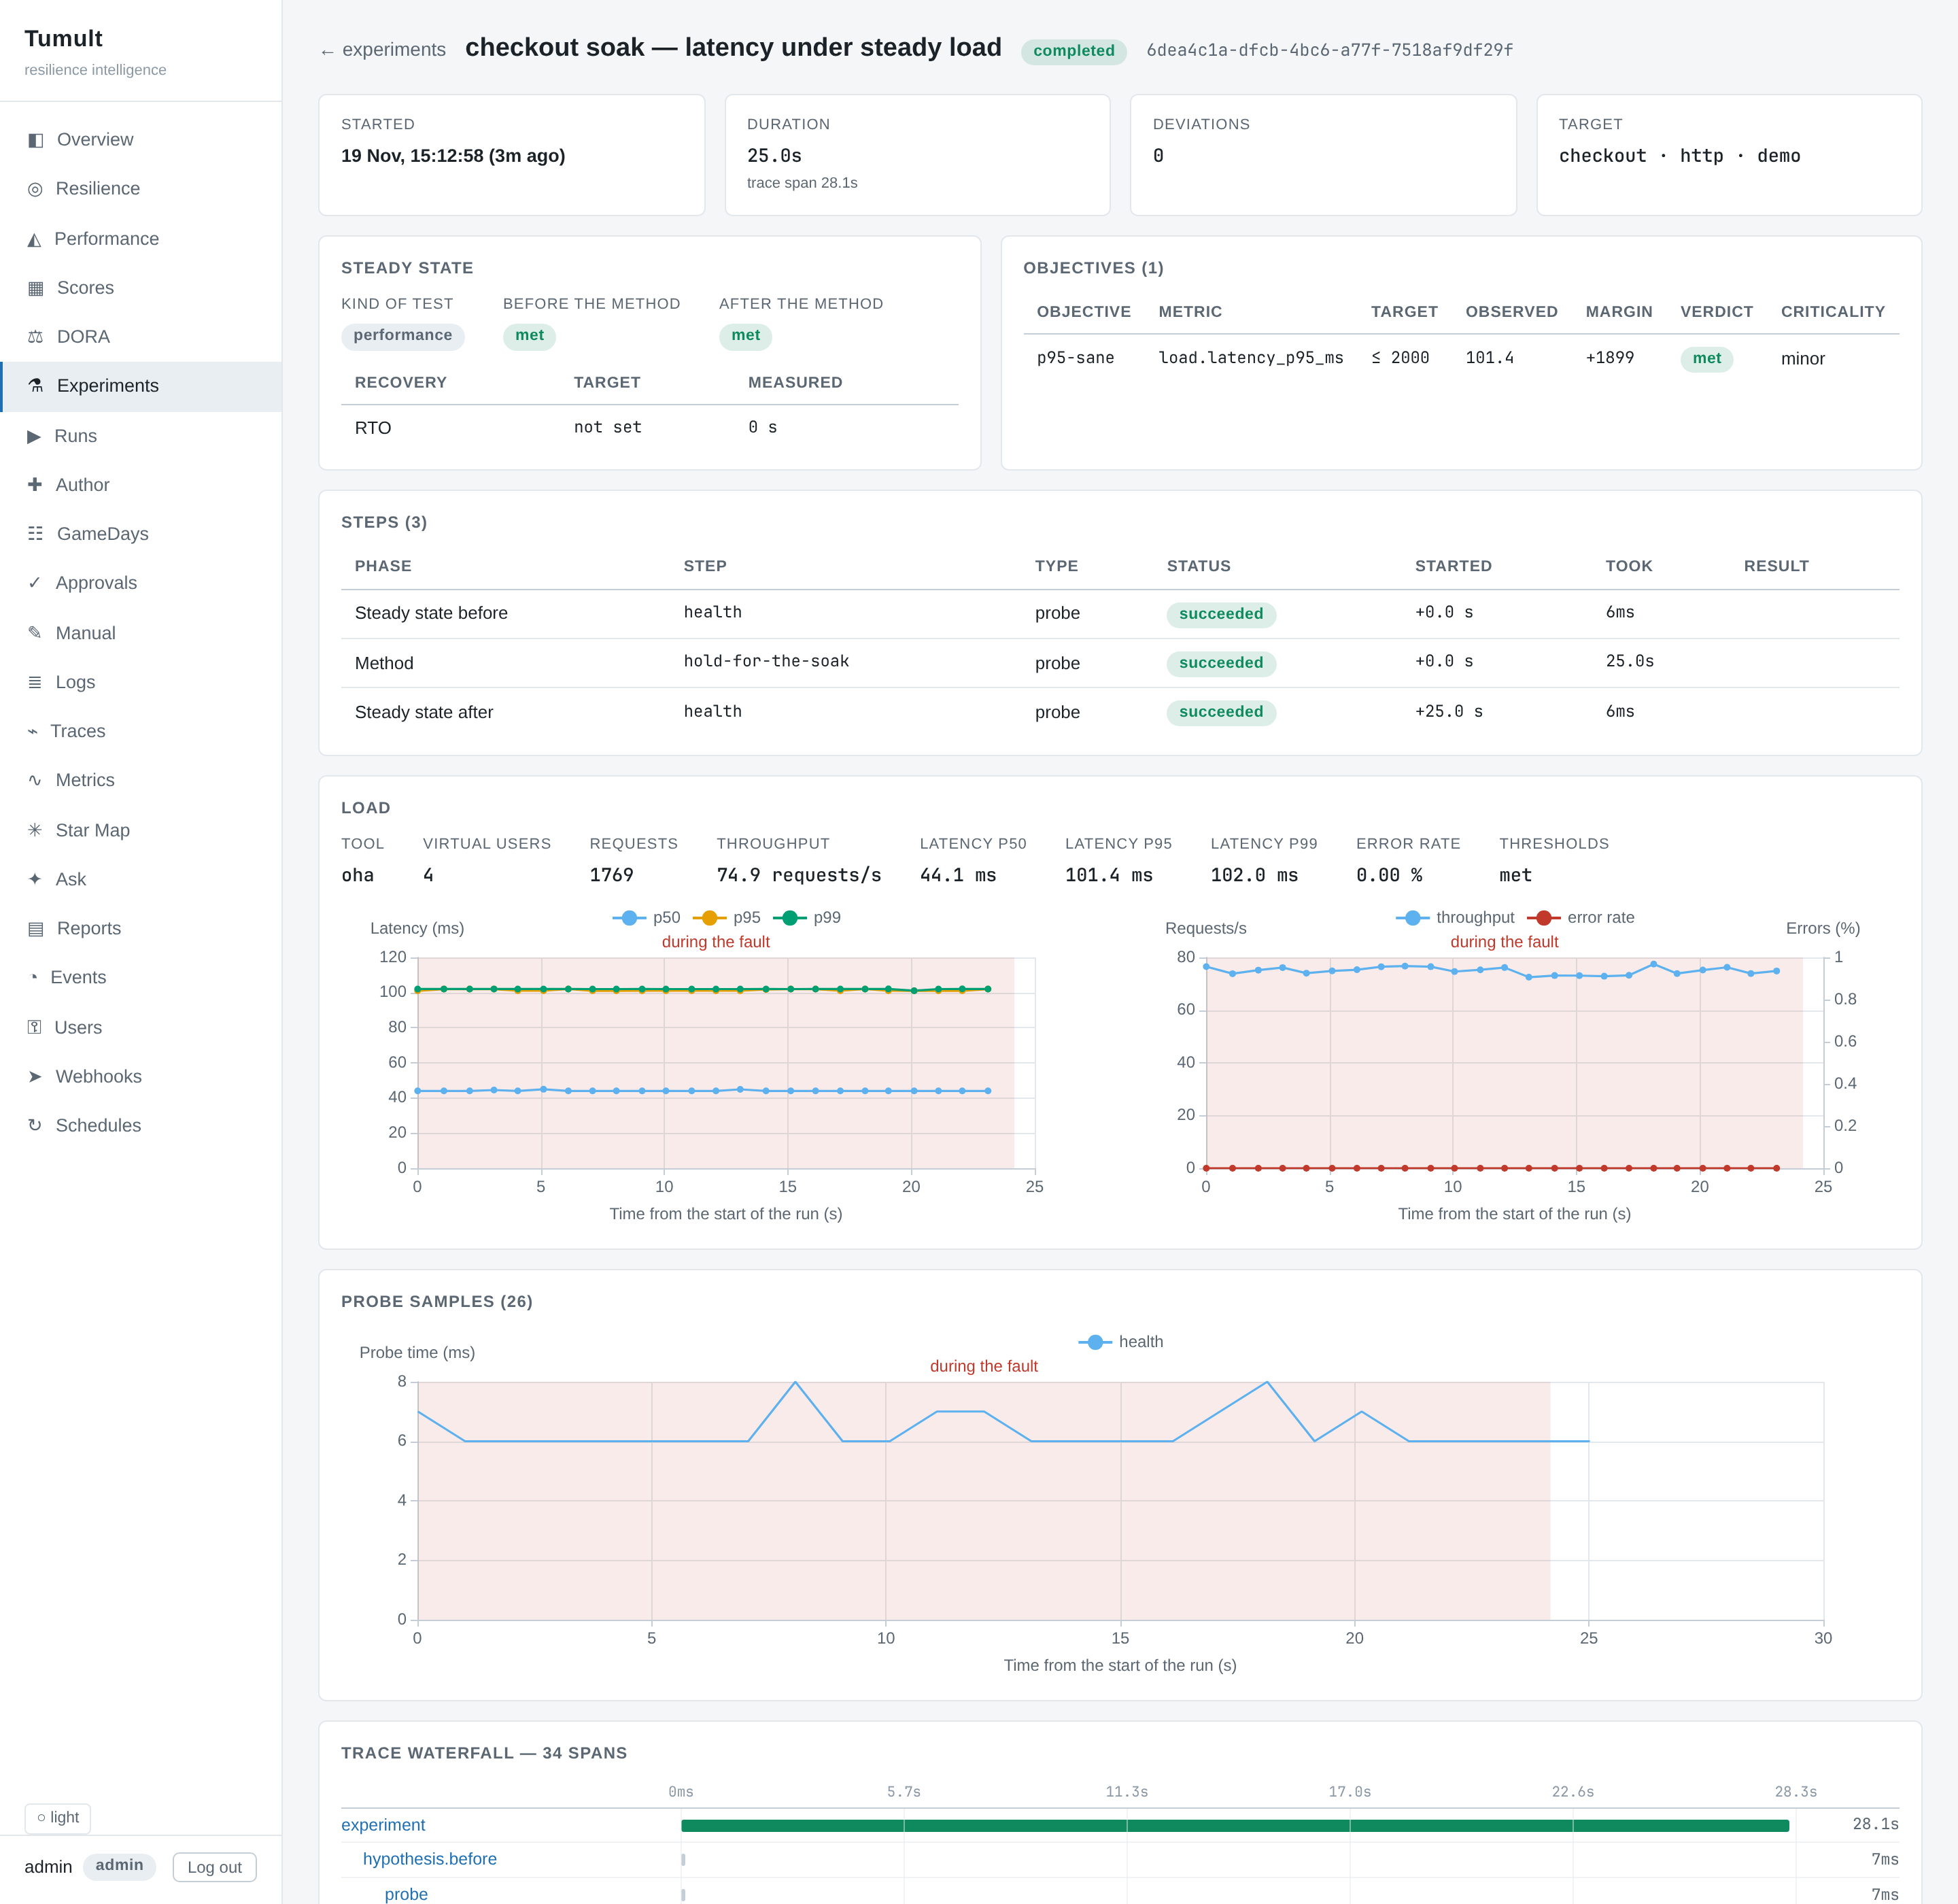 Tumult
resilience intelligence
Overview
Resilience
Performance
Scores
DORA
Experiments
Runs
Author
GameDays
Approvals
Manual
Logs
Traces
Metrics
Star Map
Ask
Reports
Events
Users
Webhooks
Schedules
○ light
admin admin Log out
← experiments checkout soak — latency under steady load completed 6dea4c1a-dfcb-4bc6-a77f-7518af9df29f
STARTED
19 Nov, 15:12:58 (3m ago)
DURATION
25.0s
trace span 28.1s
DEVIATIONS
0
TARGET
checkout · http · demo
STEADY STATE
KIND OF TEST BEFORE THE METHOD AFTER THE METHOD
performance met met
RECOVERY TARGET MEASURED
RTO not set 0 s
OBJECTIVES (1)
OBJECTIVE METRIC TARGET OBSERVED MARGIN VERDICT CRITICALITY
p95-sane load.latency_p95_ms ≤ 2000 101.4 +1899 met minor
STEPS (3)
PHASE STEP TYPE STATUS STARTED TOOK RESULT
Steady state before health probe succeeded +0.0 s 6ms
Method hold-for-the-soak probe succeeded +0.0 s 25.0s
Steady state after health probe succeeded +25.0 s 6ms
LOAD
TOOL VIRTUAL USERS REQUESTS THROUGHPUT LATENCY P50 LATENCY P95 LATENCY P99 ERROR RATE THRESHOLDS
oha 4 1769 74.9 requests/s 44.1 ms 101.4 ms 102.0 ms 0.00 % met
p50 p95 p99
Latency (ms)
during the fault
120
100
80
60
40
20
0
0 5 10 15 20 25
Time from the start of the run (s)
throughput error rate
Requests/s Errors (%)
during the fault
80 1
60 0.8
0.6
40 0.4
20 0.2
0 0
0 5 10 15 20 25
Time from the start of the run (s)
PROBE SAMPLES (26)
health
Probe time (ms)
during the fault
8
6
4
2
0
0 5 10 15 20 25 30
Time from the start of the run (s)
TRACE WATERFALL — 34 SPANS
0ms 5.7s 11.3s 17.0s 22.6s 28.3s
experiment 28.1s
hypothesis.before 7ms
probe 7ms